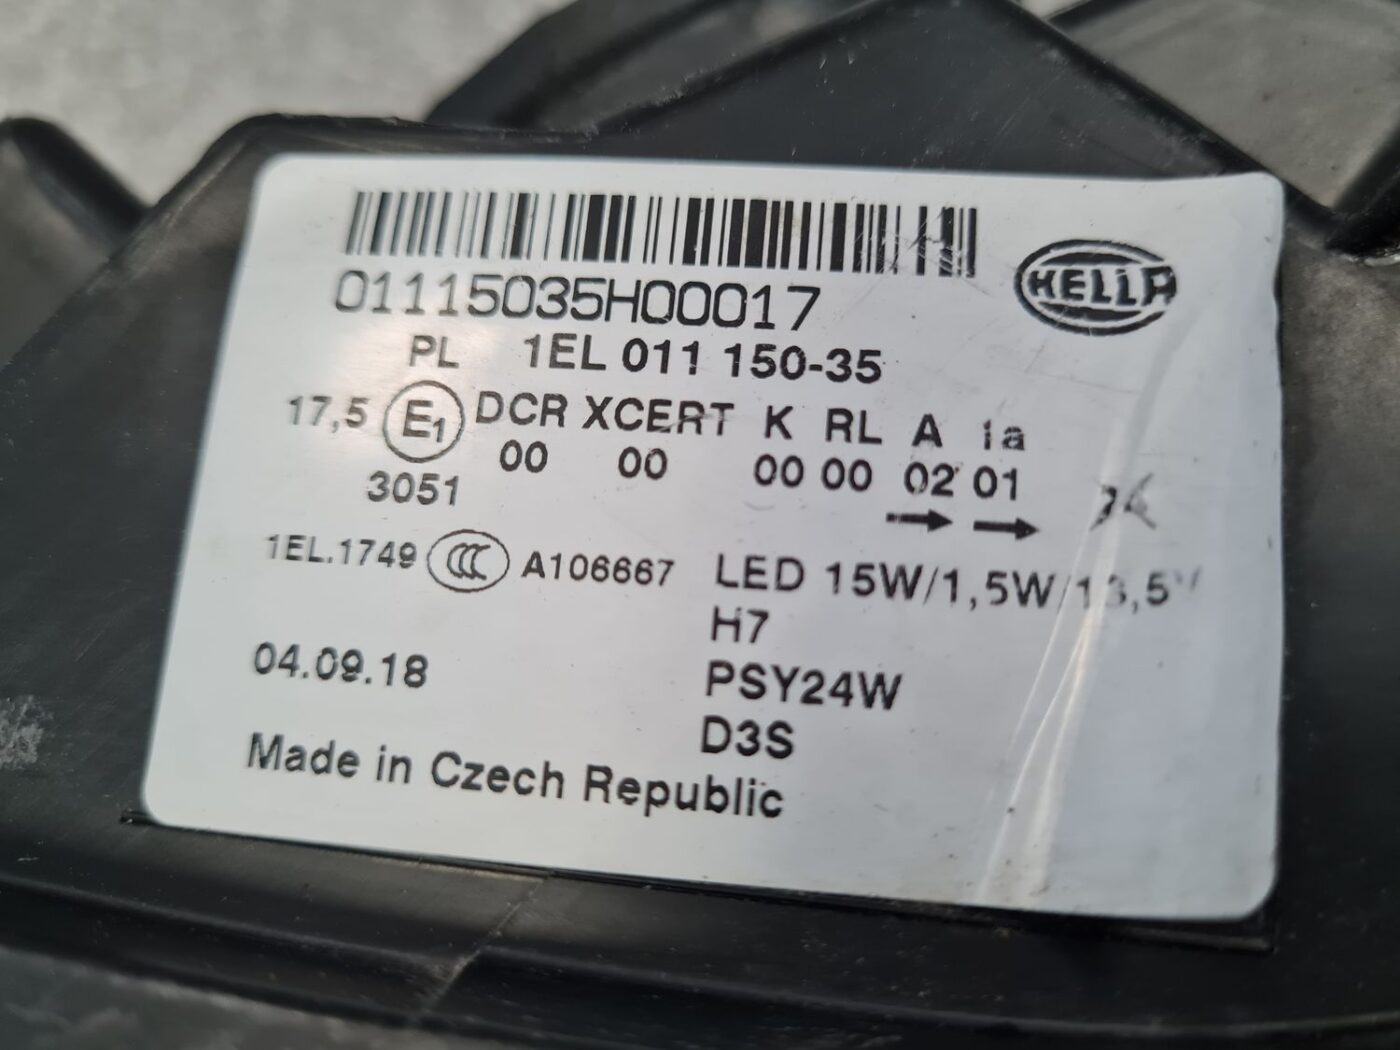 HELLA
01115035H00017
PL 1EL 011 150-35
17,5 E1 DCR XCERT K RL A 1a
00 00 00 00 02 01
3051
1EL.1749 CCC A106667 LED 15W/1,5W/13,5V
H7
04.09.18 PSY24W
D3S
Made in Czech Republic